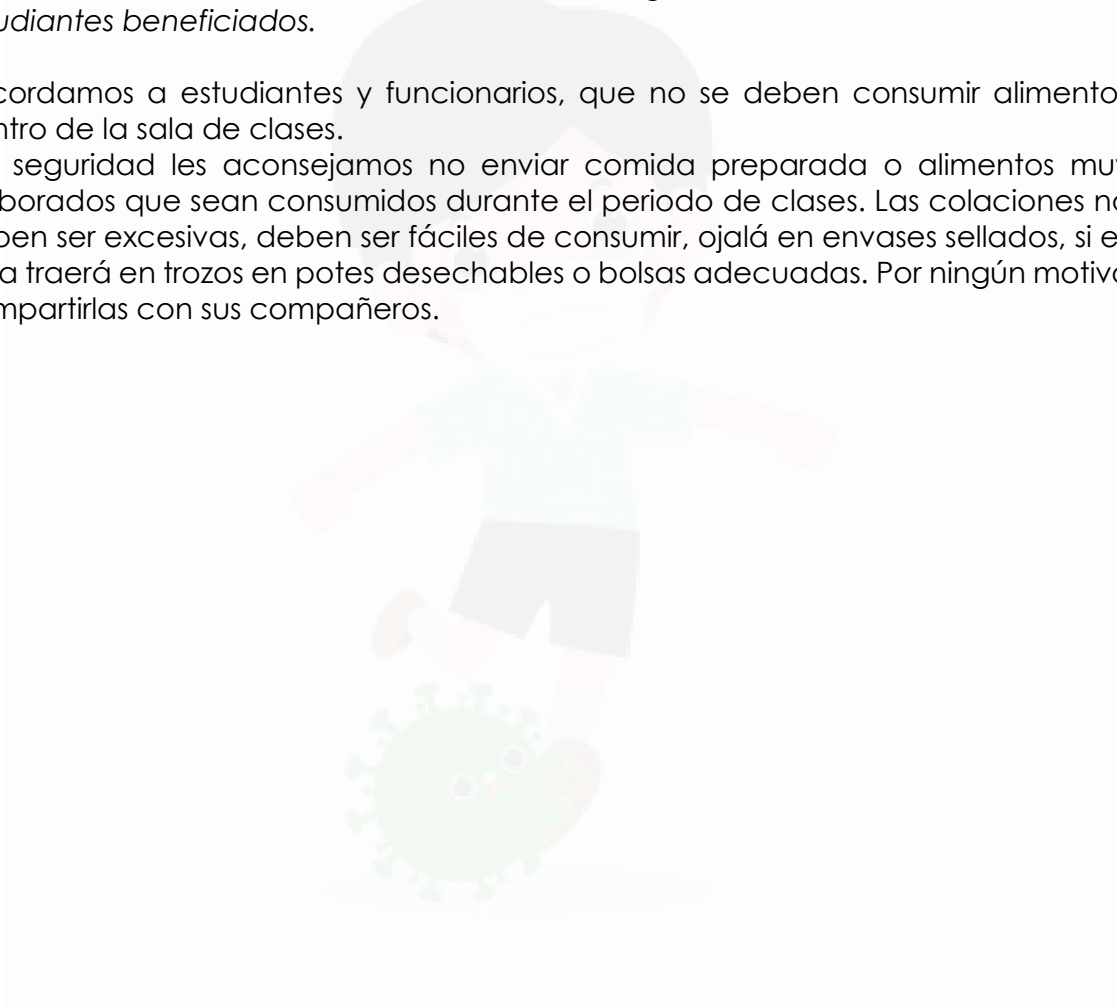 udiantes beneficiados.
cordamos a estudiantes y funcionarios, que no se deben consumir alimento
ntro de la sala de clases.
seguridad les aconsejamos no enviar comida preparada o alimentos muy
borados que sean consumidos durante el periodo de clases. Las colaciones no
ben ser excesivas, deben ser fáciles de consumir, ojalá en envases sellados, si e
a traerá en trozos en potes desechables o bolsas adecuadas. Por ningún motivo
mpartirlas con sus compañeros.